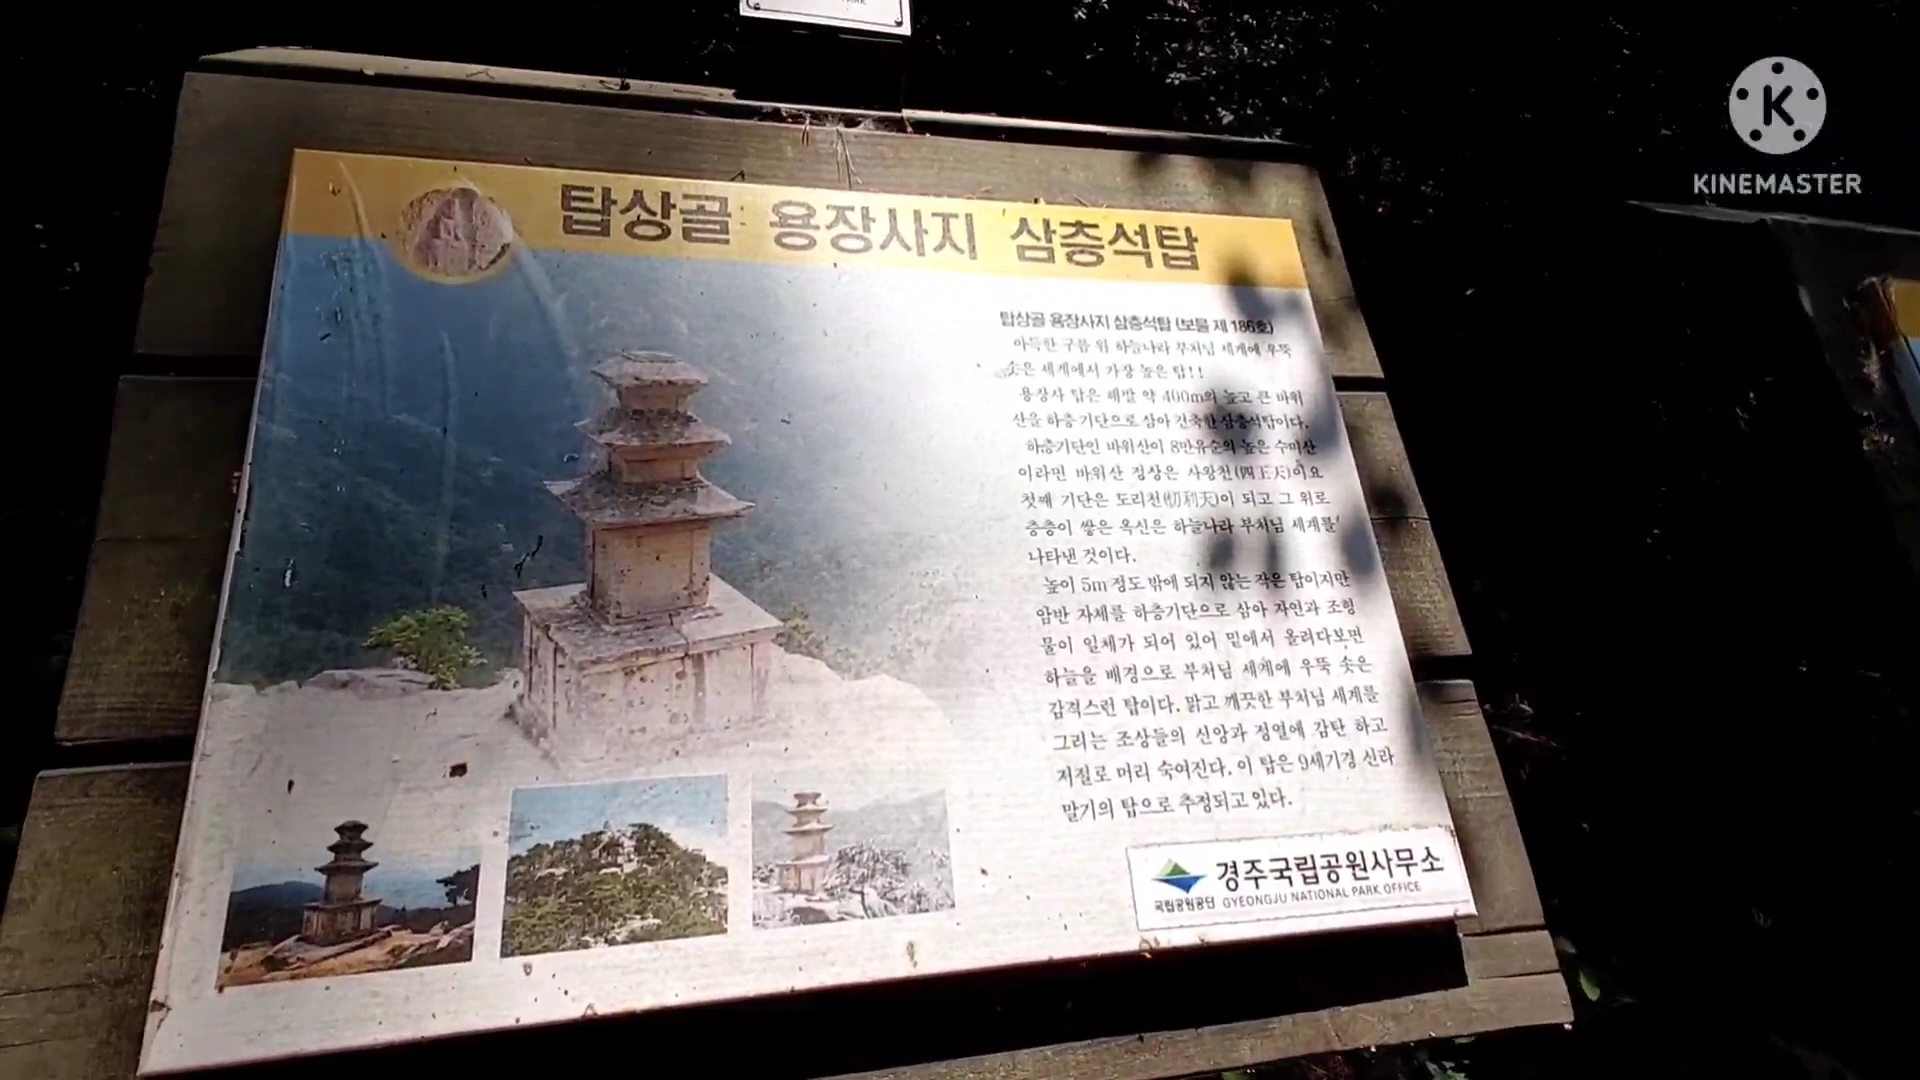 KINEMASTER
탑상골 용장사지 삼층석탑
탑상골 용장사지 삼층석탑 (보물 제 186호)
아득한 구름 위 하늘나라 부처님 세계에 우뚝
솟은 세계에서 가장 높은 탑!!
용장사 탑은 해발 약 400m의 높고 큰 바위
산을 하층기단으로 삼아 건축한 삼층석탑이다.
하층기단인 바위산이 8만유순의 높은 수미산
이라면 바위산 정상은 사왕천(四王天)이요
첫째 기단은 도리천(忉利天)이 되고 그 위로
층층이 쌓은 옥신은 하늘나라 부처님 세계를
나타낸 것이다.
높이 5m 정도 밖에 되지 않는 작은 탑이지만
암반 자체를 하층기단으로 삼아 자연과 조형
물이 일체가 되어 있어 밑에서 올려다보면
하늘을 배경으로 부처님 세계에 우뚝 솟은
감격스런 탑이다. 맑고 깨끗한 부처님 세계를
그리는 조상들의 신앙과 정열에 감탄 하고
저절로 머리 숙여진다. 이 탑은 9세기경 신라
말기의 탑으로 추정되고 있다.
경주국립공원사무소
국립공원공단 GYEONGJU NATIONAL PARK OFFICE